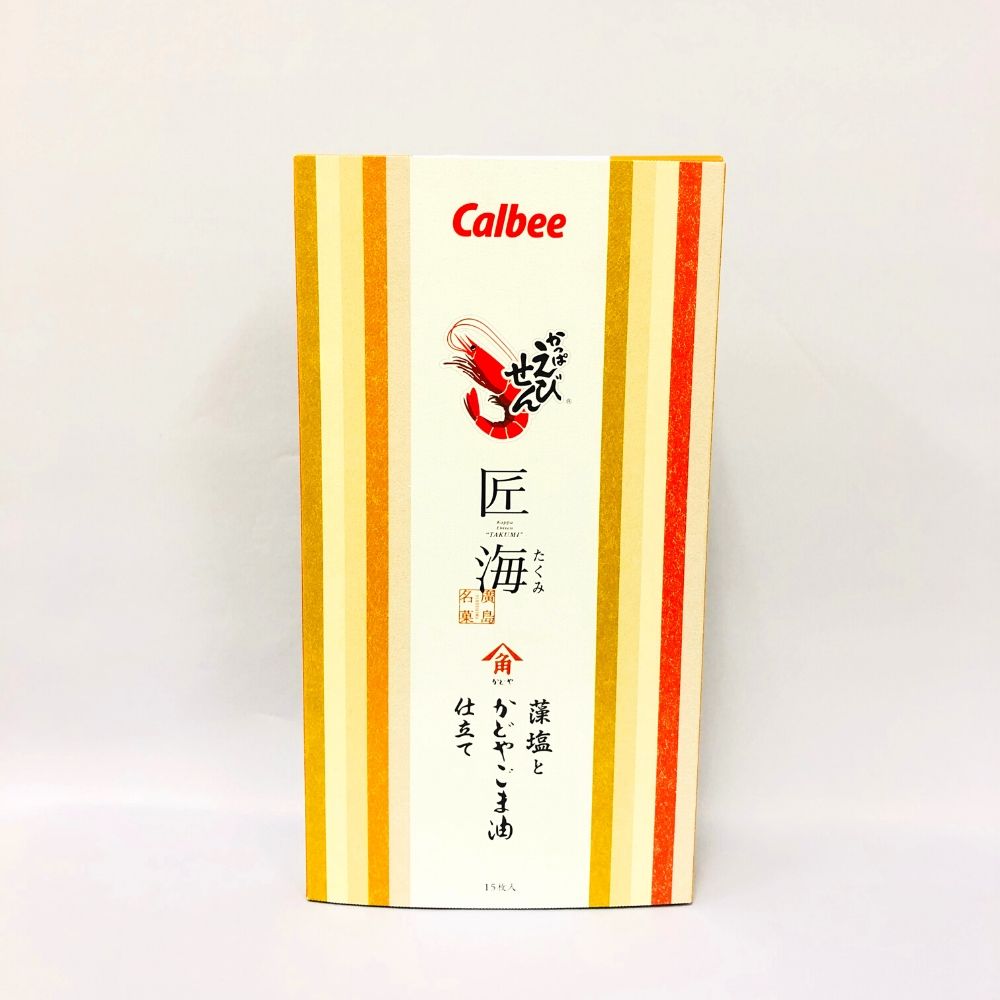 Calbee
かっぱ
えび
せん
®
匠
Kappa
Ebisen
"TAKUMI"
海
たくみ
廣島
名菓
角
かどや
藻塩と
かどやごま油
仕立て
15枚入